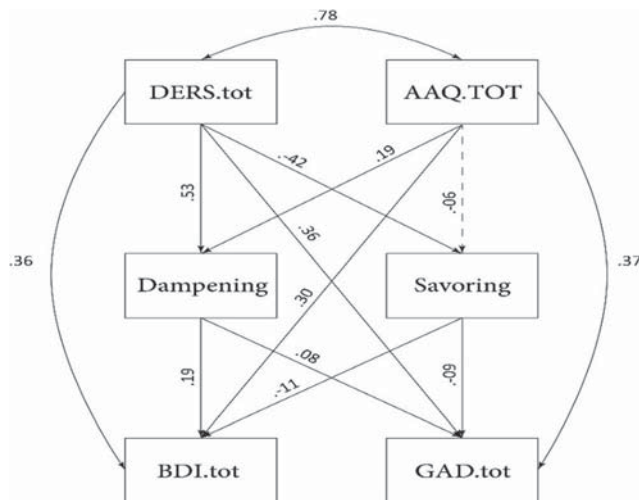 .78
DERS.tot
AAQ.TOT
.-42
.19
.53
.-06
.36
.36
.37
Dampening
Savoring
.30
.08
.19
.-11
.-09
BDI.tot
GAD.tot